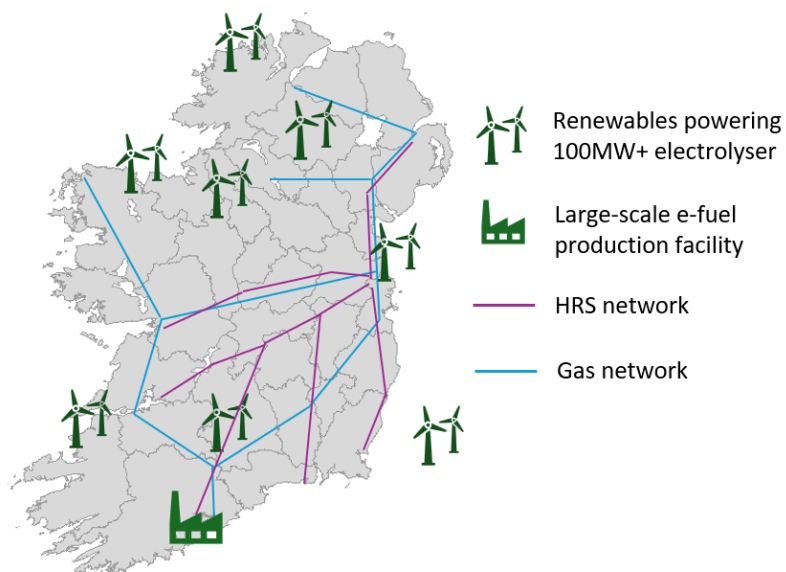 Renewables powering
100MW+ electrolyser
Large-scale e-fuel
production facility
HRS network
Gas network